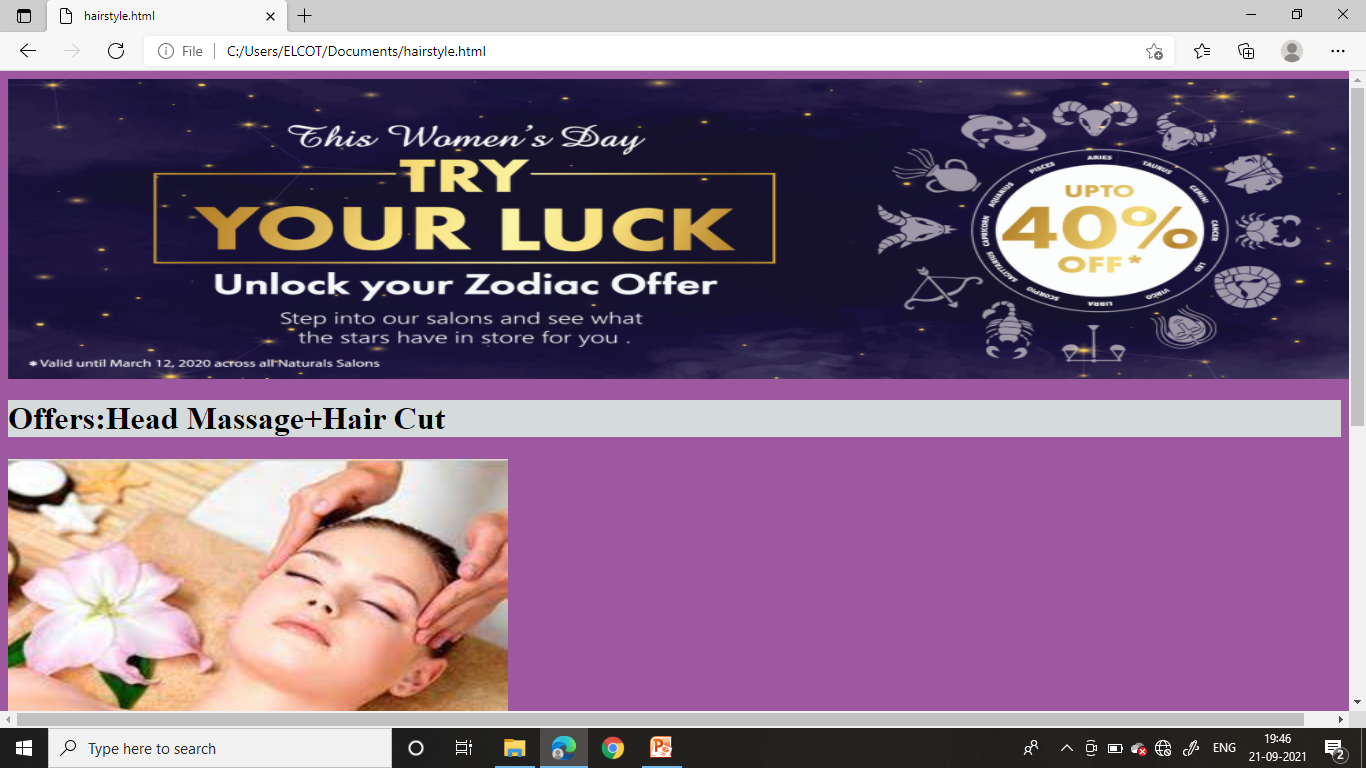 hairstyle.html
File
C:/Users/ELCOT/Documents/hairstyle.html
This Women's Day
TRY
YOUR LUCK
Unlock your Zodiac Offer
Step into our salons and see what
the stars have in store for you .
*Valid until March 12, 2020 across all Naturals Salons
UPTO
40%
OFF*
ARIES
TAURUS
GEMINI
CANCER
LEO
VIRGO
LIBRA
SCORPIO
SAGITTARIUS
CAPRICORN
AQUARIUS
PISCES
Offers:Head Massage+Hair Cut
Type here to search
ENG
19:46
21-09-2021
2